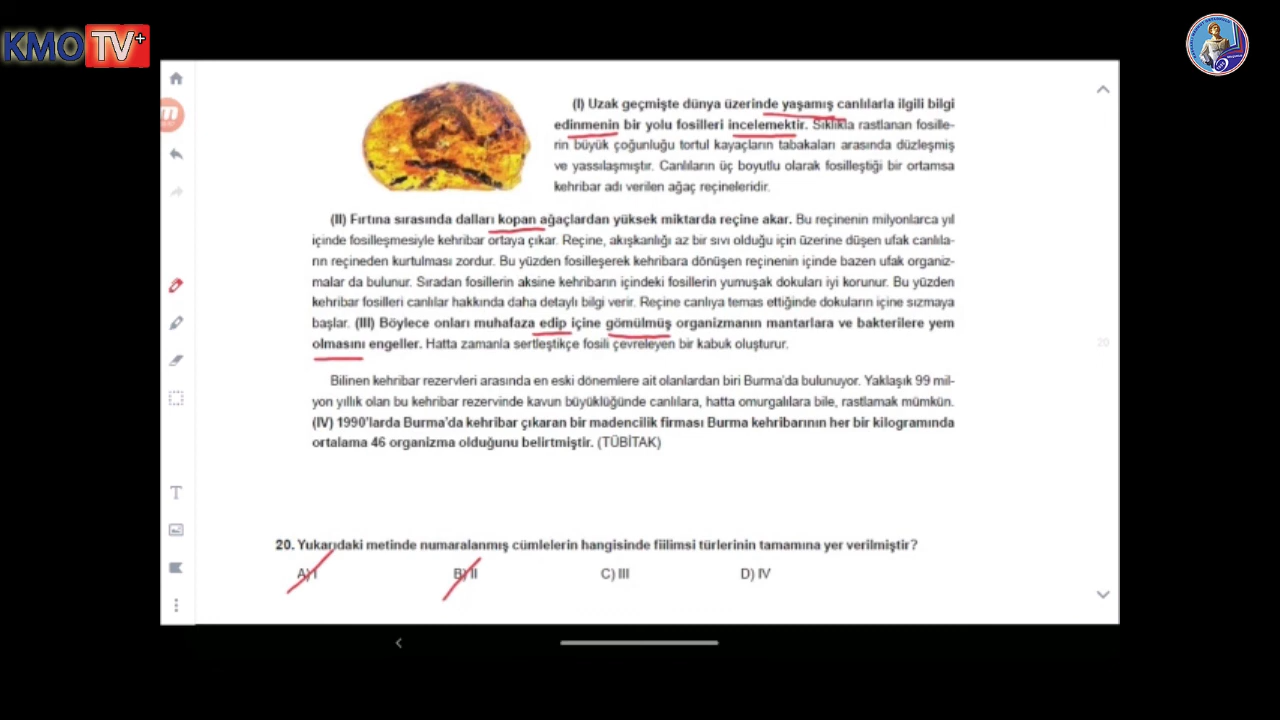 KMO TV+
(I) Uzak geçmişte dünya üzerinde yaşamış canlılarla ilgili bilgi
edinmenin bir yolu fosilleri incelemektir. Sıklıkla rastlanan fosille-
rin büyük çoğunluğu tortul kayaçların tabakaları arasında düzleşmiş
ve yassılaşmıştır. Canlıların üç boyutlu olarak fosilleştiği bir ortamsa
kehribar adı verilen ağaç reçineleridir.
(II) Fırtına sırasında dalları kopan ağaçlardan yüksek miktarda reçine akar. Bu reçinenin milyonlarca yıl
içinde fosilleşmesiyle kehribar ortaya çıkar. Reçine, akışkanlığı az bir sıvı olduğu için üzerine düşen ufak canlıla-
rın reçineden kurtulması zordur. Bu yüzden fosilleşerek kehribara dönüşen reçinenin içinde bazen ufak organiz-
malar da bulunur. Sıradan fosillerin aksine kehribarın içindeki fosillerin yumuşak dokuları iyi korunur. Bu yüzden
kehribar fosilleri canlılar hakkında daha detaylı bilgi verir. Reçine canlıya temas ettiğinde dokuların içine sızmaya
başlar. (III) Böylece onları muhafaza edip içine gömülmüş organizmanın mantarlara ve bakterilere yem
olmasını engeller. Hatta zamanla sertleştikçe fosili çevreleyen bir kabuk oluşturur.
20
Bilinen kehribar rezervleri arasında en eski dönemlere ait olanlardan biri Burma'da bulunuyor. Yaklaşık 99 mil-
yon yıllık olan bu kehribar rezervinde kavun büyüklüğünde canlılara, hatta omurgalılara bile, rastlamak mümkün.
(IV) 1990'larda Burma'da kehribar çıkaran bir madencilik firması Burma kehribarının her bir kilogramında
ortalama 46 organizma olduğunu belirtmiştir. (TÜBİTAK)
20. Yukarıdaki metinde numaralanmış cümlelerin hangisinde fiilimsi türlerinin tamamına yer verilmiştir?
A) I B) II C) III D) IV